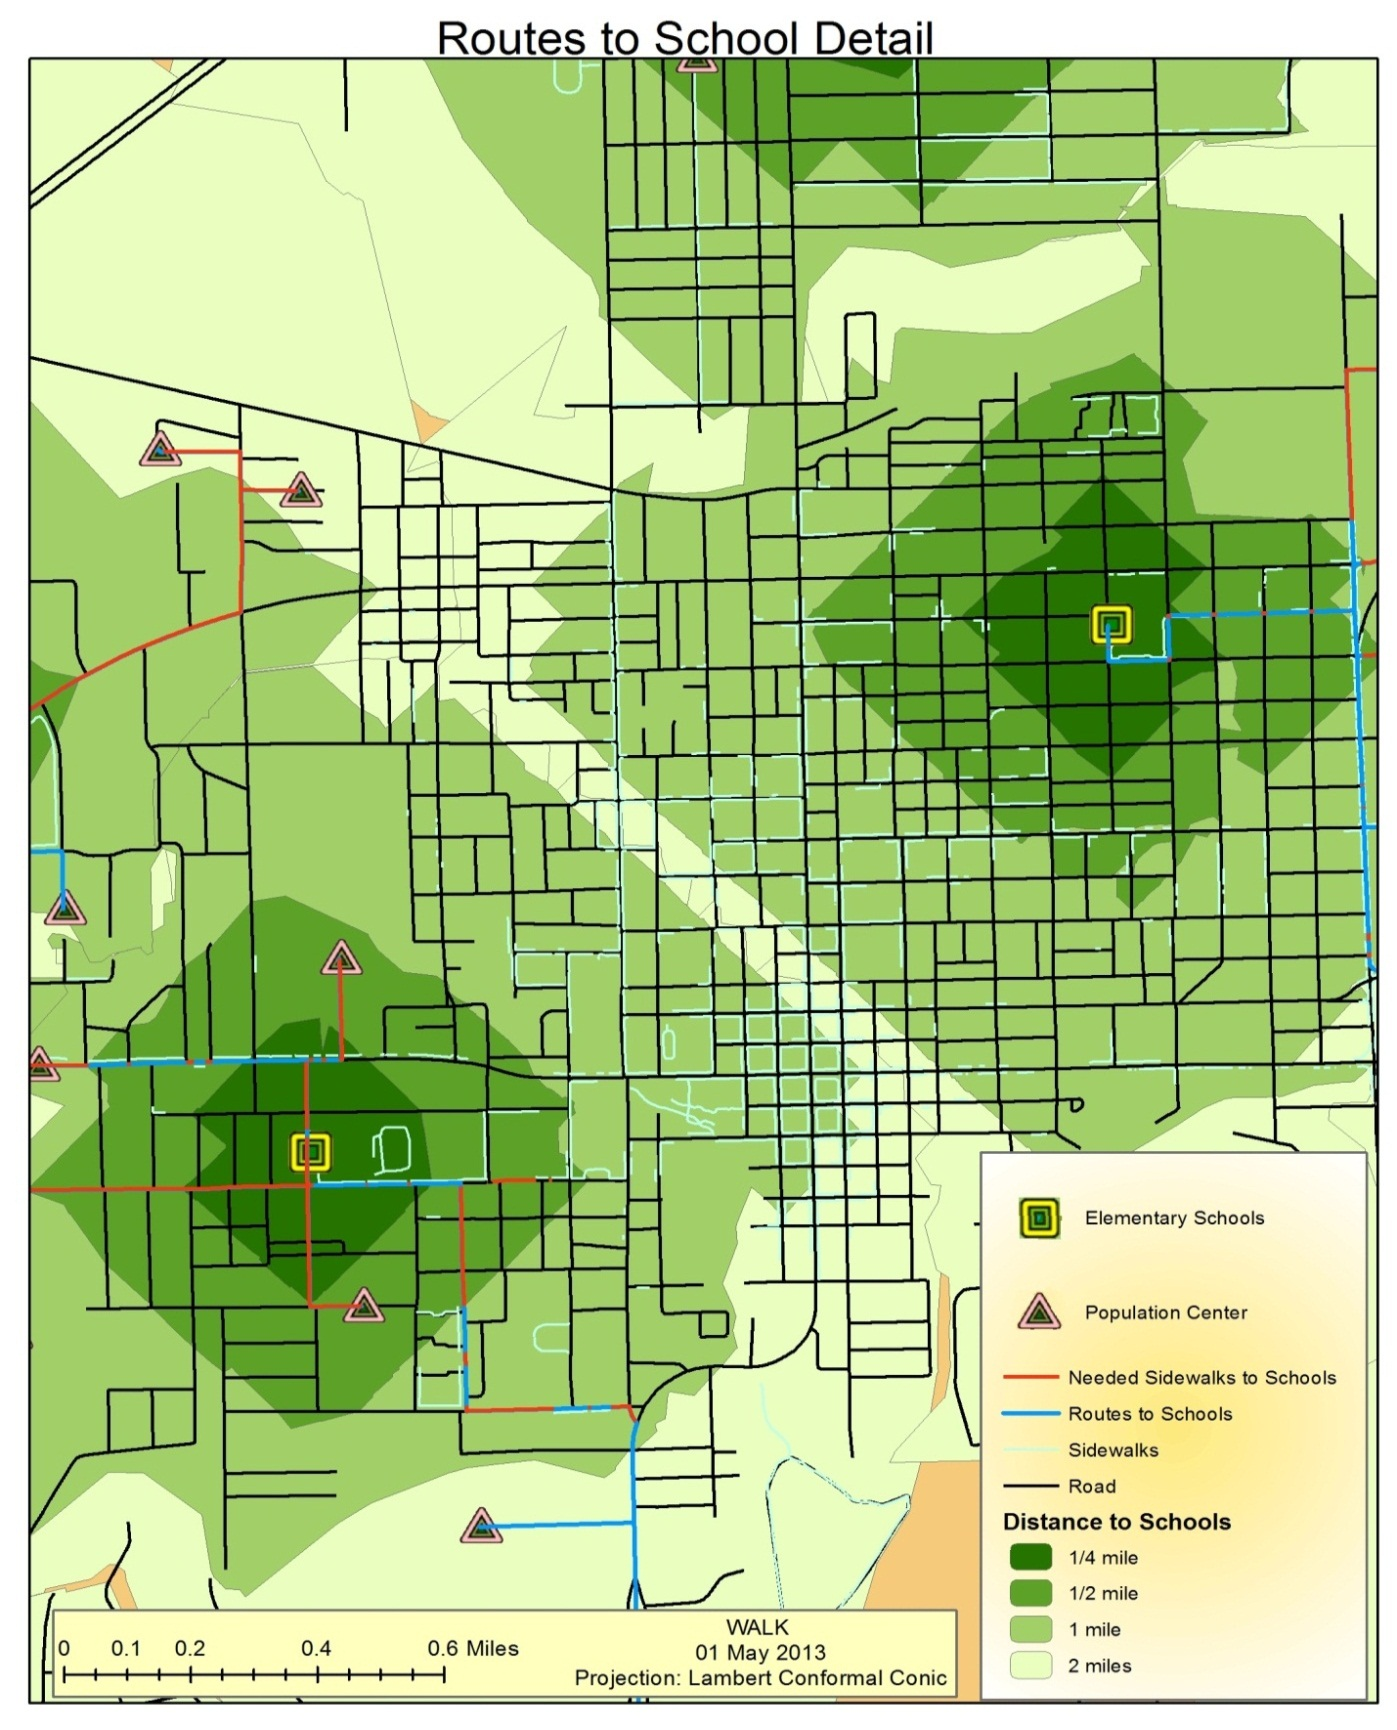 Routes to School Detail
Elementary Schools
Population Center
Needed Sidewalks to Schools
Routes to Schools
Sidewalks
Road
Distance to Schools
1/4 mile
1/2 mile
1 mile
2 miles
0 0.1 0.2 0.4 0.6 Miles
WALK
01 May 2013
Projection: Lambert Conformal Conic